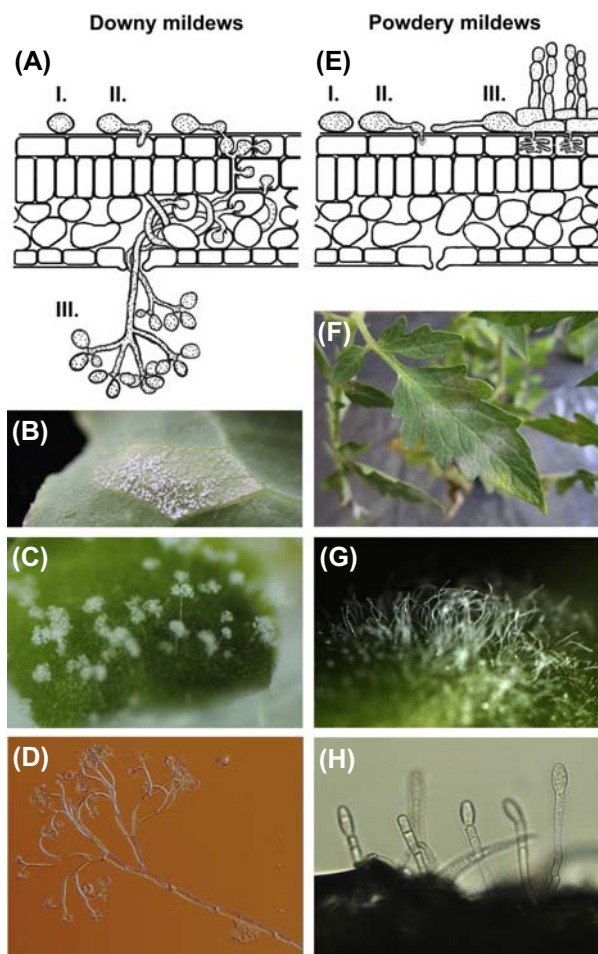 Downy mildews
Powdery mildews
(A)
I. II.
III.
(B)
(C)
(D)
(E)
I. II. III.
(F)
(G)
(H)